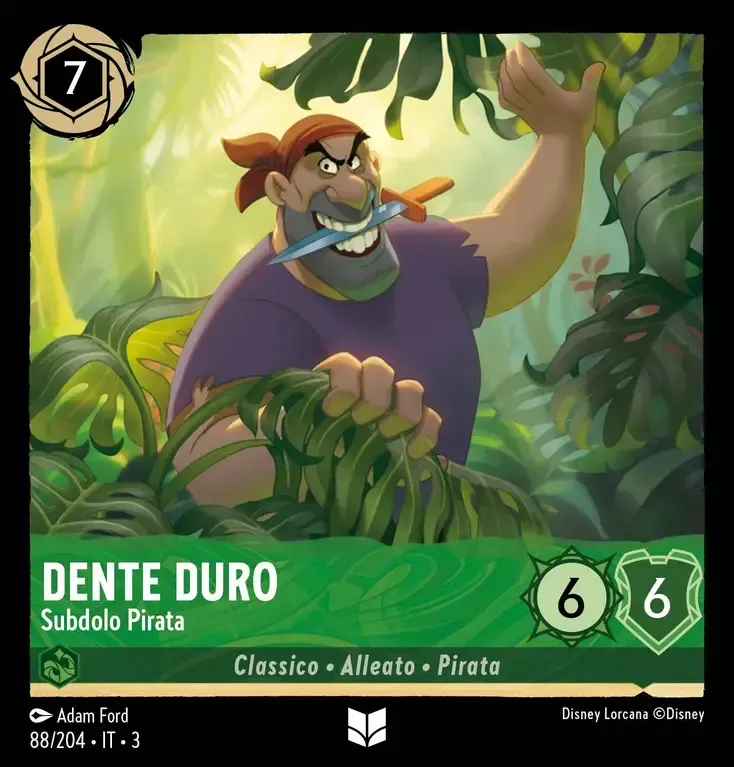 7
DENTE DURO
Subdolo Pirata
6 6
Classico • Alleato • Pirata
Adam Ford
Disney Lorcana ©Disney
88/204 • IT • 3